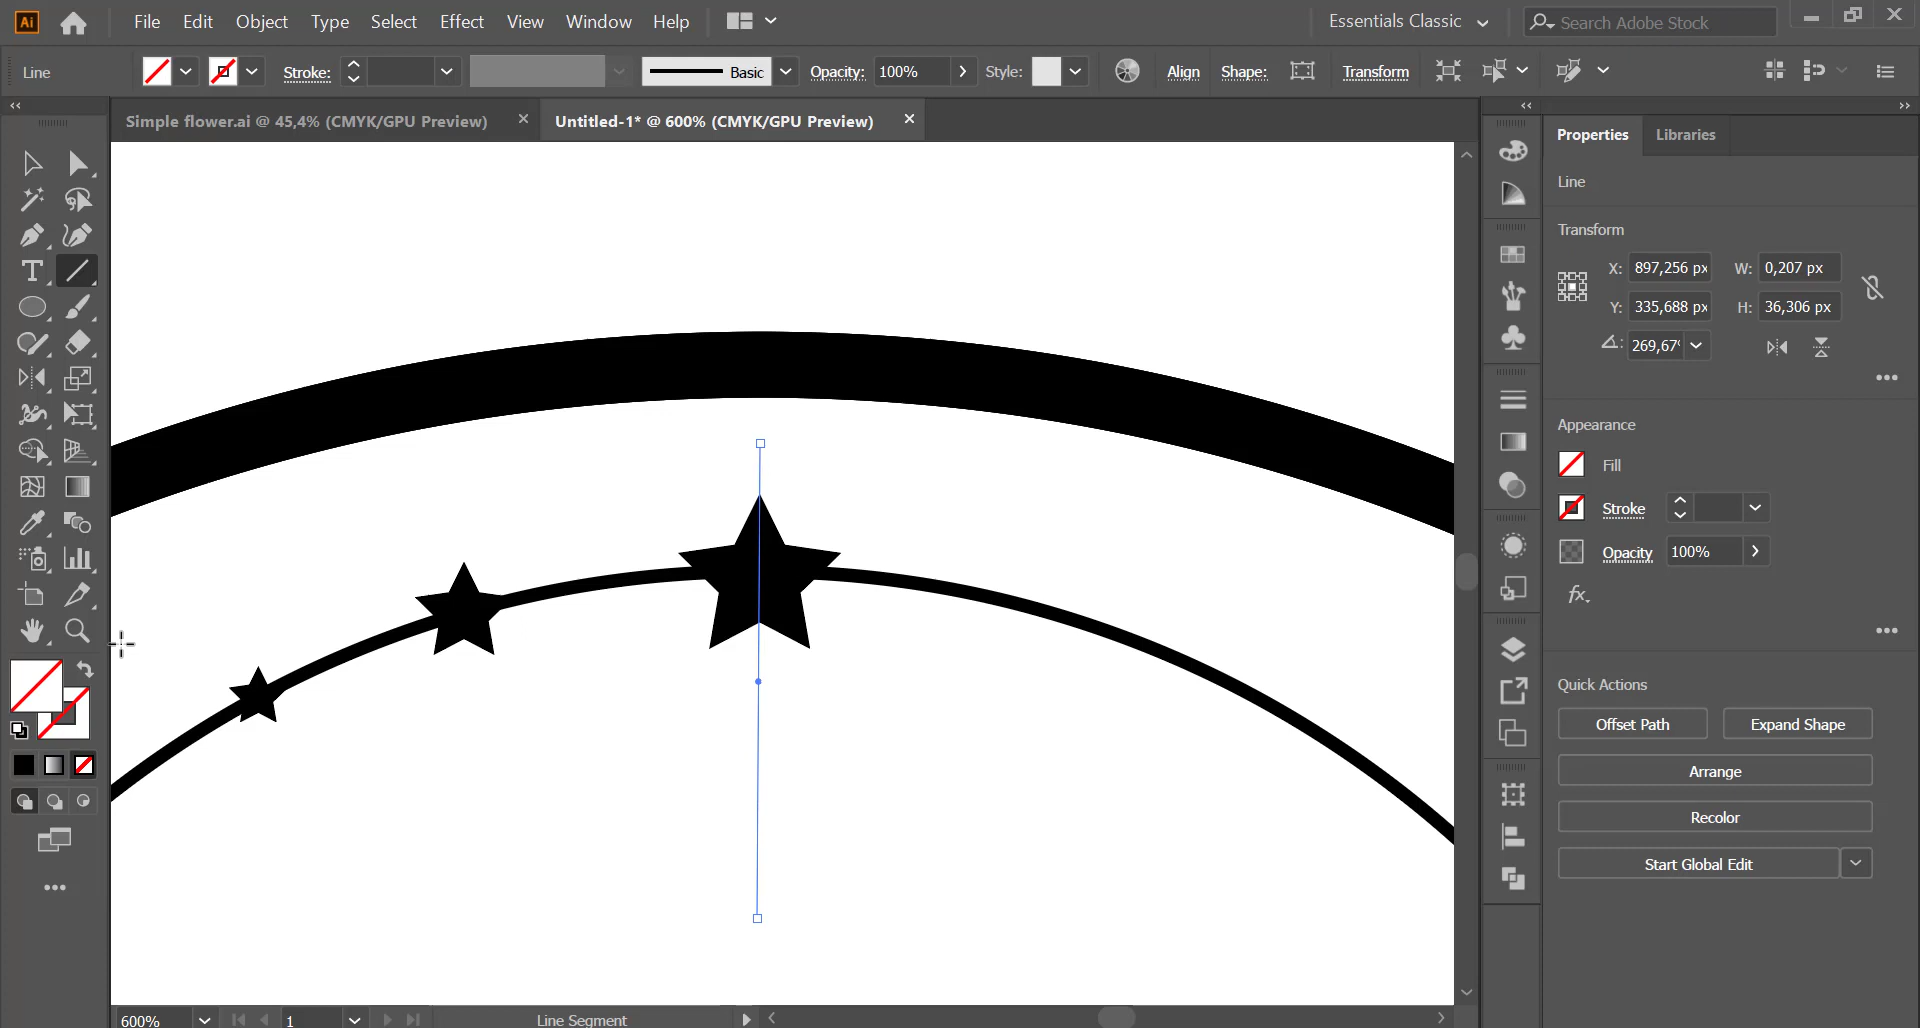 Ai File Edit Object Type Select Effect View Window Help Essentials Classic Search Adobe Stock
Line Stroke: Basic Opacity: 100% Style: Align Shape: Transform
Simple flower.ai @ 45,4% (CMYK/GPU Preview) Untitled-1* @ 600% (CMYK/GPU Preview)
Properties Libraries
Line
Transform
X: 897,256 px W: 0,207 px
Y: 335,688 px H: 36,306 px
269,67°
Appearance
Fill
Stroke
Opacity 100%
fx.
Quick Actions
Offset Path Expand Shape
Arrange
Recolor
Start Global Edit
600% 1 Line Segment